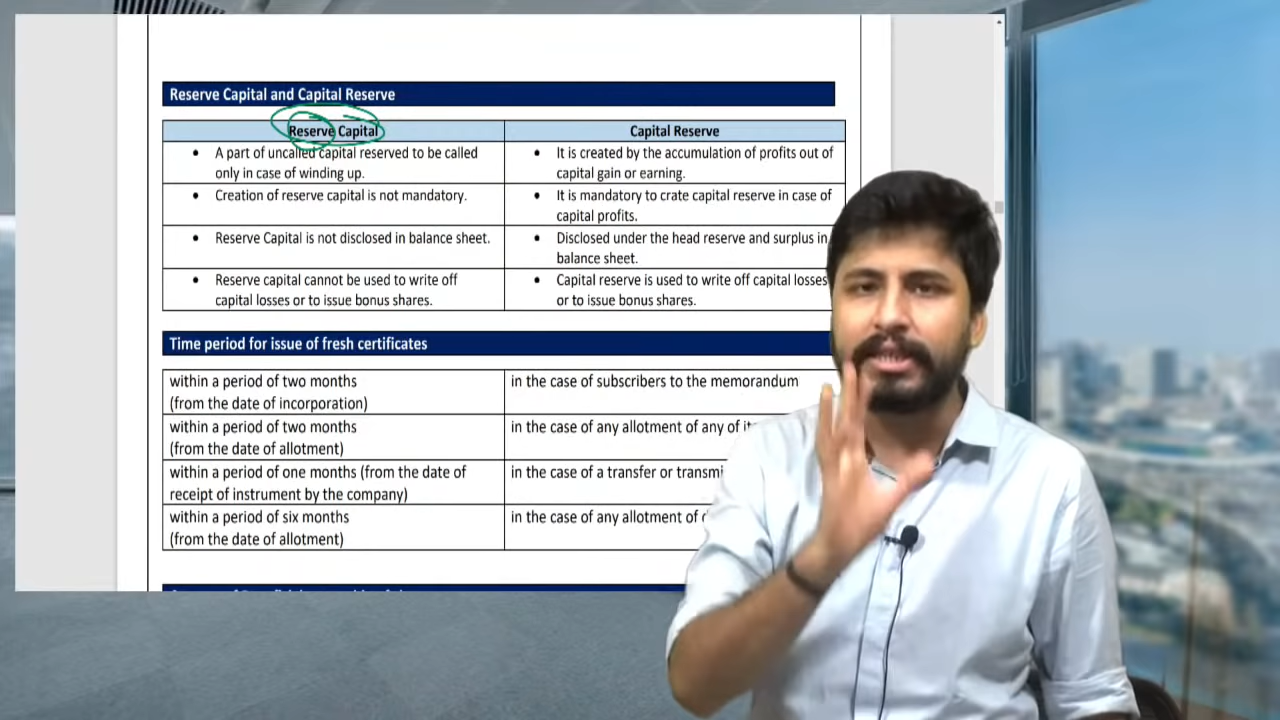 Reserve Capital and Capital Reserve
Reserve Capital
Capital Reserve
A part of uncalled capital reserved to be called
only in case of winding up.
It is created by the accumulation of profits out of
capital gain or earning.
Creation of reserve capital is not mandatory.
It is mandatory to crate capital reserve in case of
capital profits.
Reserve Capital is not disclosed in balance sheet.
Disclosed under the head reserve and surplus in
balance sheet.
Reserve capital cannot be used to write off
capital losses or to issue bonus shares.
Capital reserve is used to write off capital losses
or to issue bonus shares.
Time period for issue of fresh certificates
within a period of two months
(from the date of incorporation)
in the case of subscribers to the memorandum
within a period of two months
(from the date of allotment)
in the case of any allotment of any of
within a period of one months (from the date of
receipt of instrument by the company)
in the case of a transfer or
within a period of six months
(from the date of allotment)
in the case of any allotment of